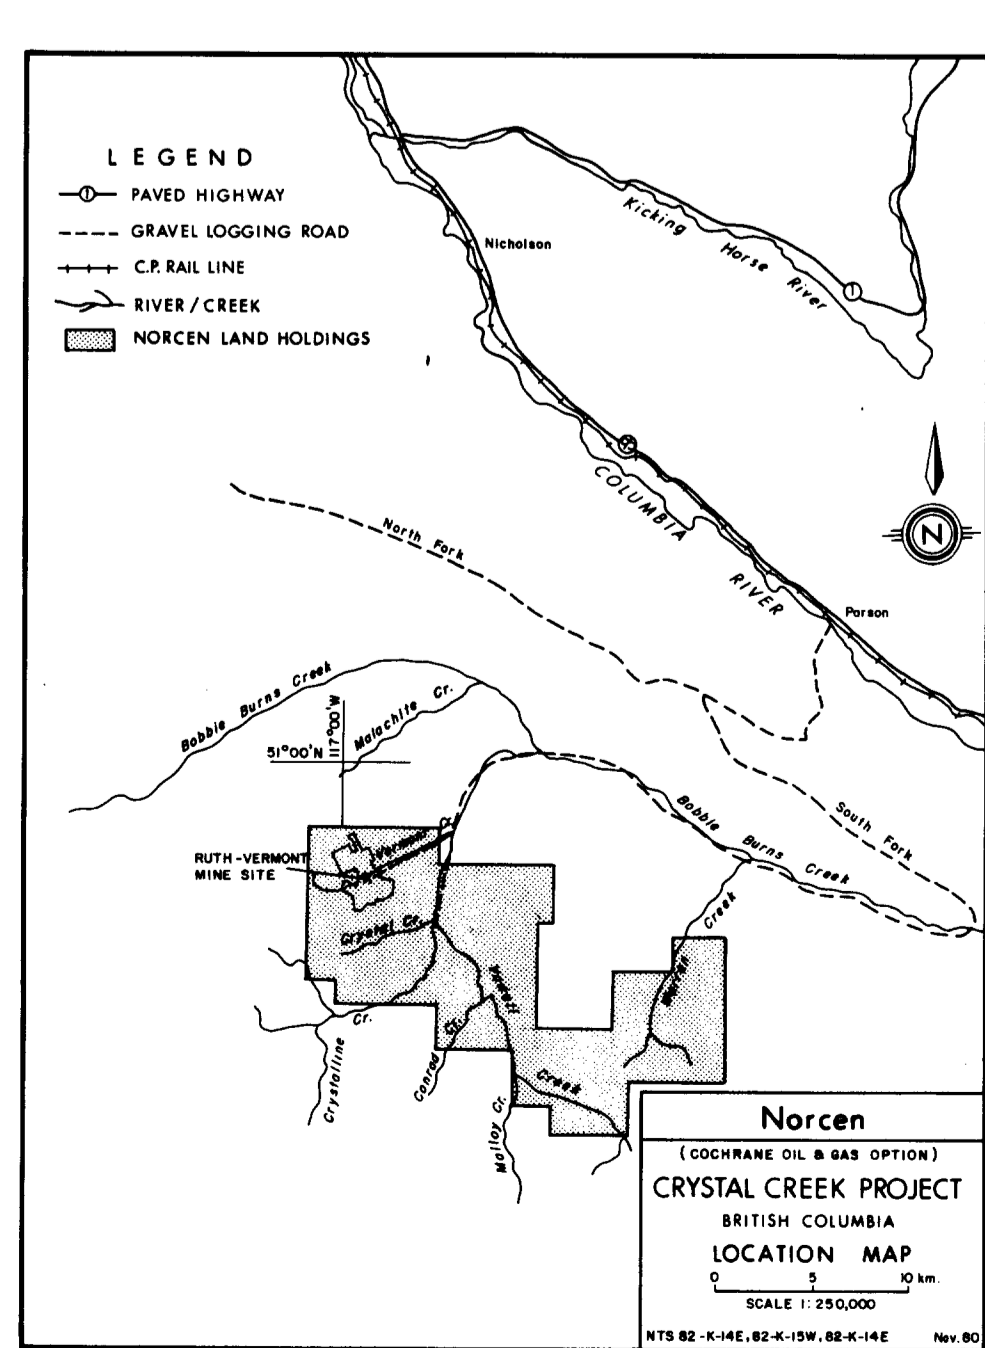 LEGEND
1
PAVED HIGHWAY
GRAVEL LOGGING ROAD
C.P. RAIL LINE
RIVER / CREEK
NORCEN LAND HOLDINGS
Nicholson
Kicking Horse River
1
COLUMBIA RIVER
N
Parson
North Fork
Bobbie Burns Creek
Malachite Cr.
117°00'W
51°00'N
South Fork
Bobbie Burns Creek
Vermont
Cr.
RUTH-VERMONT
MINE SITE
Crystal Cr.
Creek
Vowell
Cr.
Crystalline
Conrad
Cr.
Creek
Malloy Cr.
Norcen
(COCHRANE OIL & GAS OPTION)
CRYSTAL CREEK PROJECT
BRITISH COLUMBIA
LOCATION MAP
0 5 10 km.
SCALE 1:250,000
NTS 82-K-14E, 82-K-15W, 82-K-14E Nov. 80